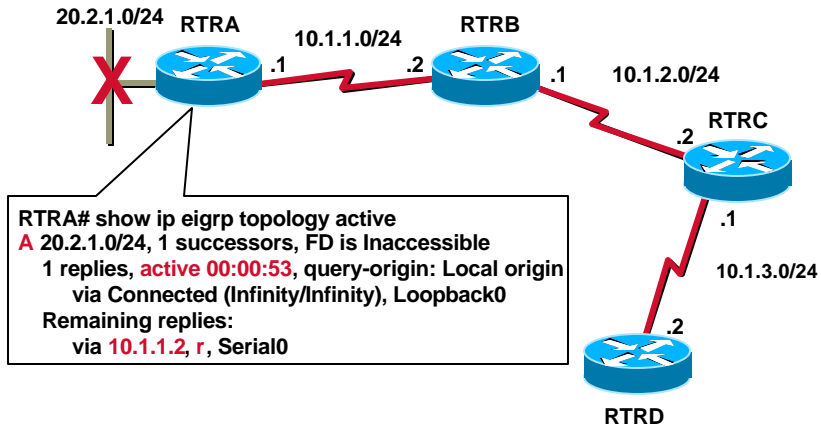 20.2.1.0/24
RTRA
10.1.1.0/24
RTRB
.1
.2
.1
10.1.2.0/24
RTRC
.2
.1
10.1.3.0/24
.2
RTRD
RTRA# show ip eigrp topology active
A 20.2.1.0/24, 1 successors, FD is Inaccessible
1 replies, active 00:00:53, query-origin: Local origin
via Connected (Infinity/Infinity), Loopback0
Remaining replies:
via 10.1.1.2, r, Serial0